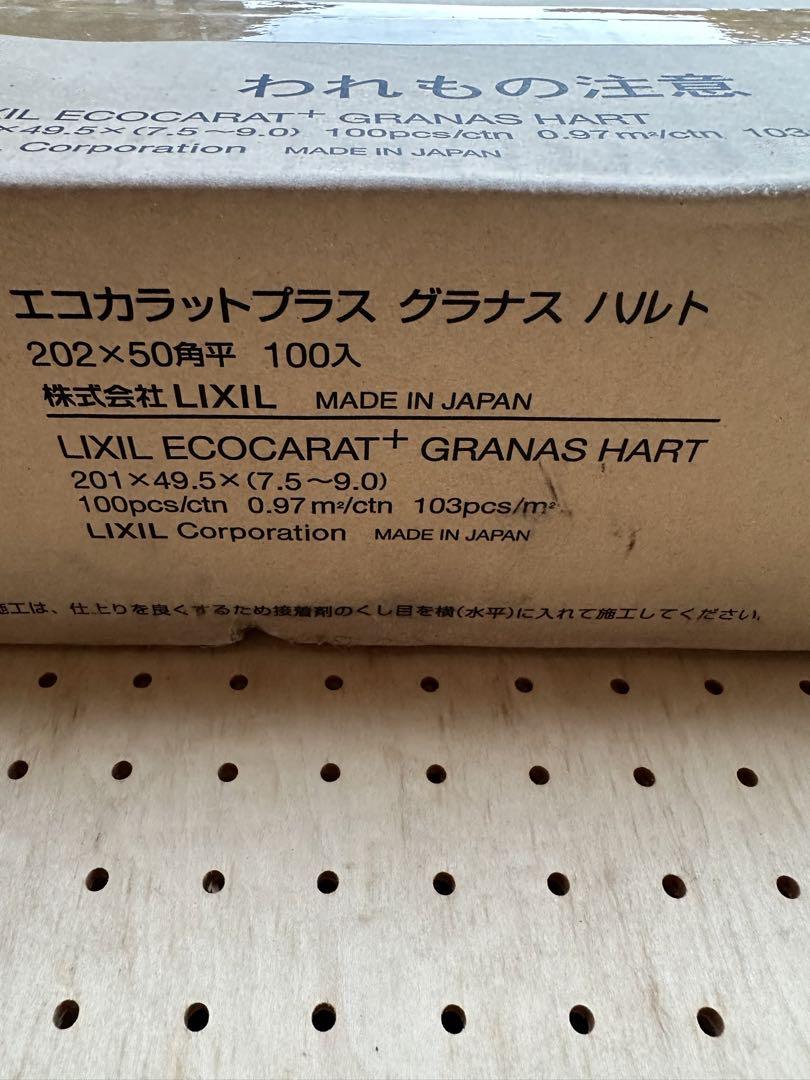 われもの注意
XIL ECOCARAT+ GRANAS HART
×49.5×(7.5～9.0) 100pcs/ctn 0.97m²/ctn 103
Corporation MADE IN JAPAN
エコカラットプラス グラナス ハルト
202×50角平 100入
株式会社 LIXIL MADE IN JAPAN
LIXIL ECOCARAT+ GRANAS HART
201×49.5×(7.5～9.0)
100pcs/ctn 0.97m²/ctn 103pcs/m²
LIXIL Corporation MADE IN JAPAN
施工は、仕上りを良くするため接着剤のくし目を横(水平)に入れて施工してください。